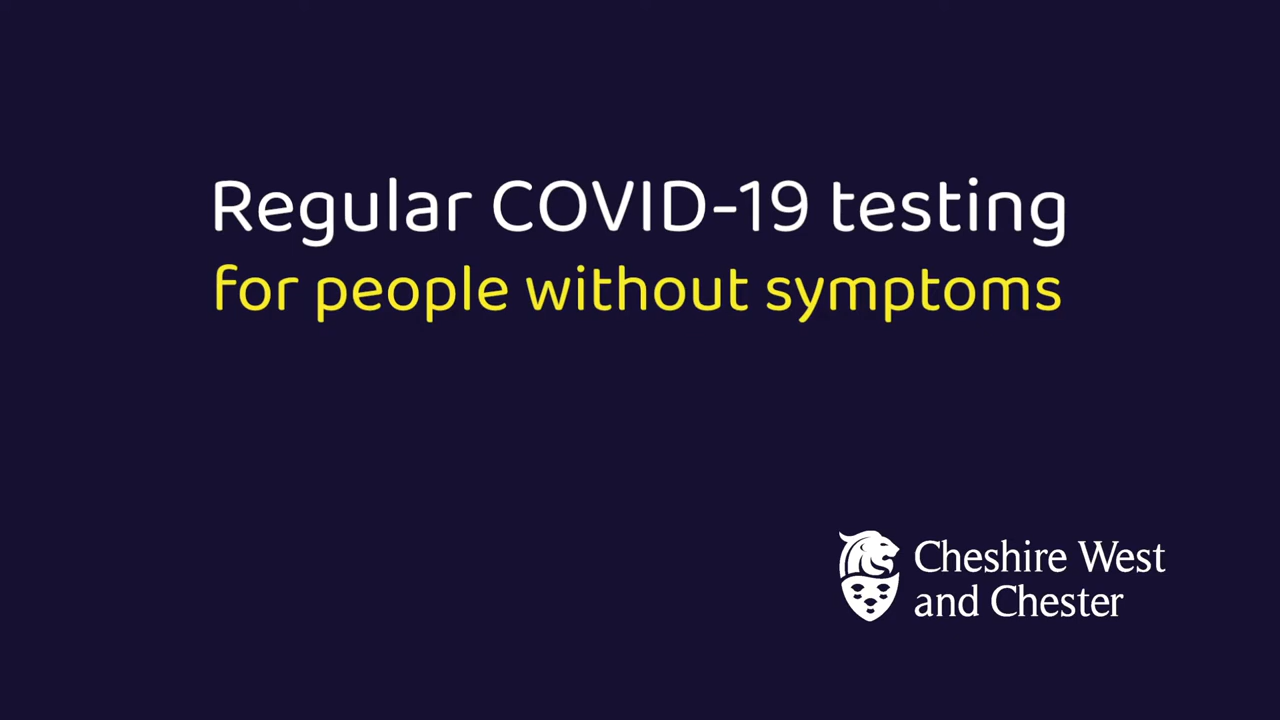 Regular COVID-19 testing
for people without symptoms
Cheshire West
and Chester